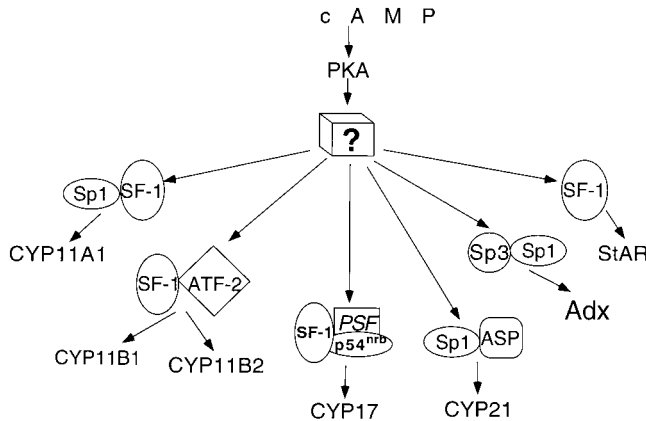 c A M P
PKA
?
Sp1 SF-1
SF-1
CYP11A1
Sp3 Sp1
StAR
SF-1 ATF-2
Adx
SF-1 PSF
p54nrb
Sp1 ASP
CYP11B1
CYP11B2
CYP17
CYP21